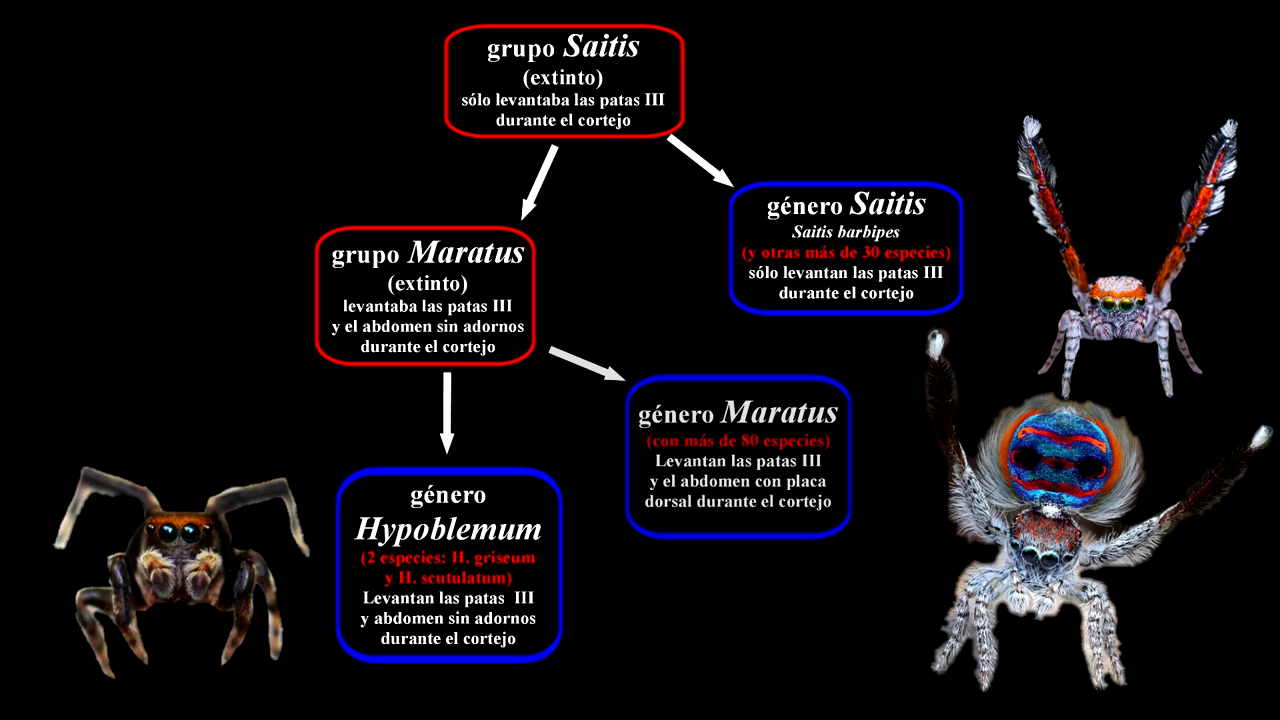 grupo Saitis
(extinto)
sólo levantaba las patas III
durante el cortejo
género Saitis
Saitis barbipes
(y otras más de 30 especies)
sólo levantan las patas III
durante el cortejo
grupo Maratus
(extinto)
levantaba las patas III
y el abdomen sin adornos
durante el cortejo
género Maratus
(con más de 80 especies)
Levantan las patas III
y el abdomen con placa
dorsal durante el cortejo
género
Hypoblemum
(2 especies: H. griseum
y H. scutulatum)
Levantan las patas III
y abdomen sin adornos
durante el cortejo